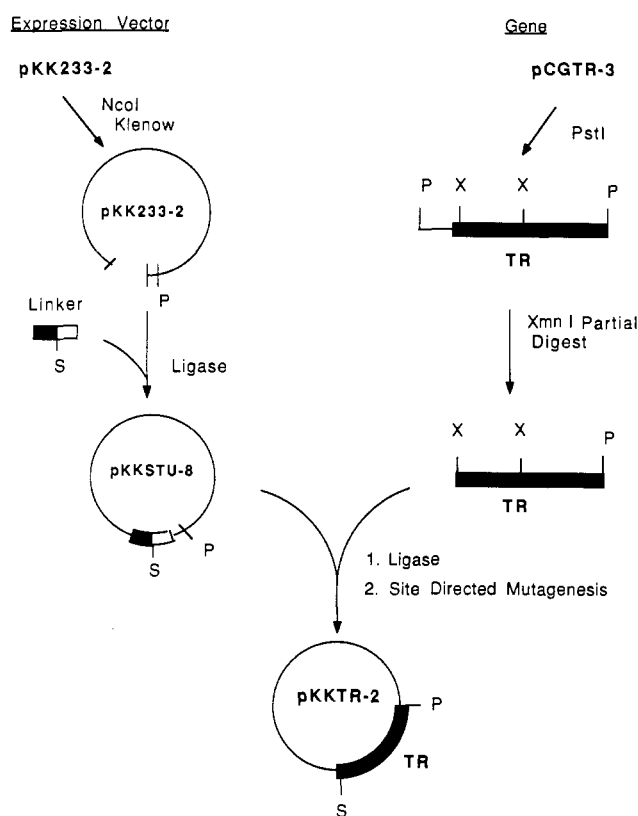 Expression Vector
Gene
pKK233-2
pCGTR-3
NcoI
Klenow
PstI
pKK233-2
P
X
X
P
TR
P
Linker
S
Ligase
Xmn I Partial
Digest
X
X
P
TR
pKKSTU-8
P
S
1. Ligase
2. Site Directed Mutagenesis
pKKTR-2
P
TR
S